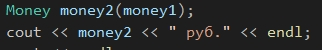 Money money2(money1);
cout << money2 << " руб." << endl;